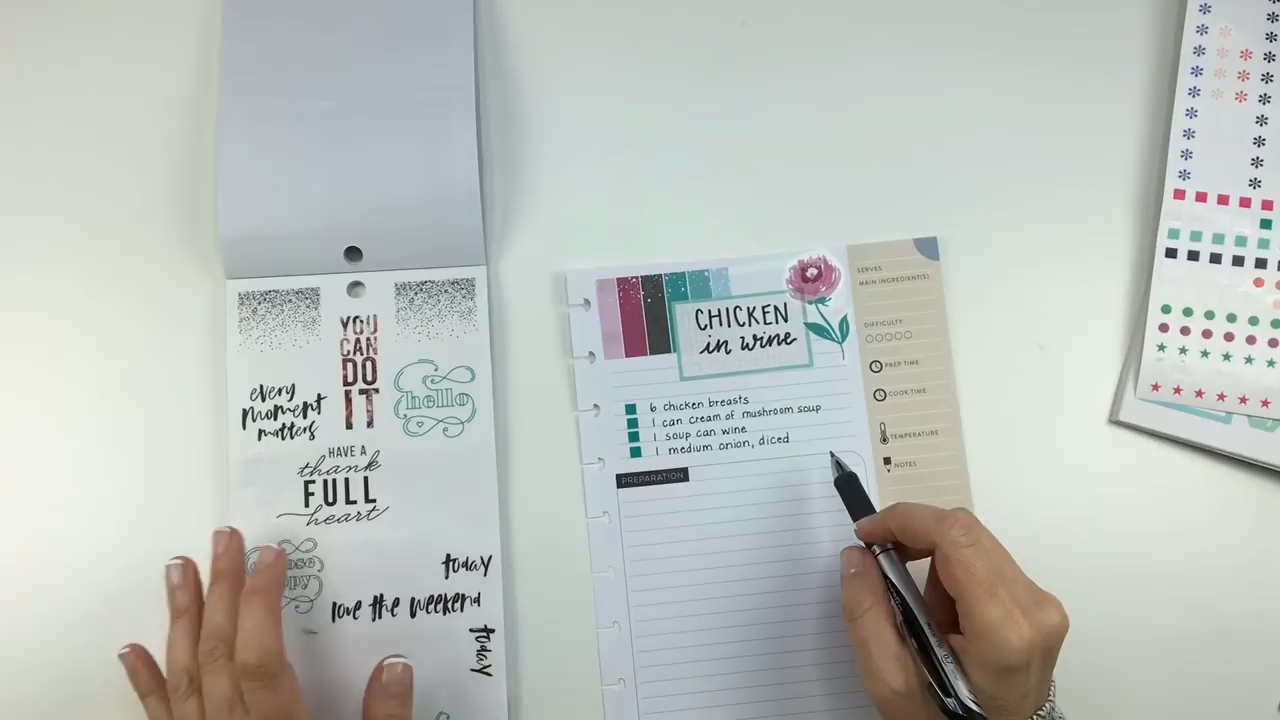 YOU
CAN
DO
IT
every
moment
matters
hello
HAVE A
thank
FULL
heart
today
love the weekend
today
CHICKEN
in wine
6 chicken breasts
1 can cream of mushroom soup
1 soup can wine
1 medium onion, diced
PREPARATION
SERVES
MAIN INGREDIENT(S)
DIFFICULTY
PREP TIME
COOK TIME
TEMPERATURE
NOTES